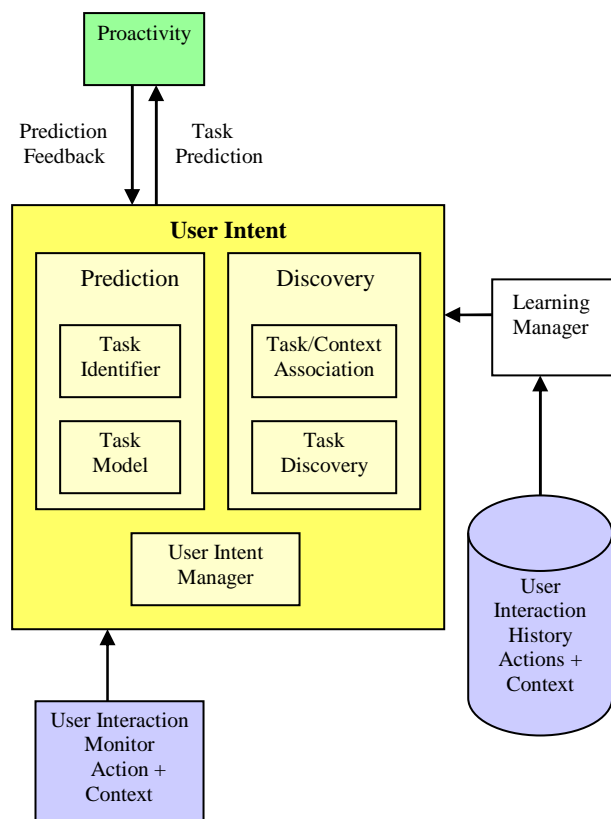 Proactivity
Prediction
Feedback
Task
Prediction
User Intent
Prediction
Task
Identifier
Task
Model
Discovery
Task/Context
Association
Task
Discovery
User Intent
Manager
Learning
Manager
User
Interaction
History
Actions +
Context
User Interaction
Monitor
Action +
Context